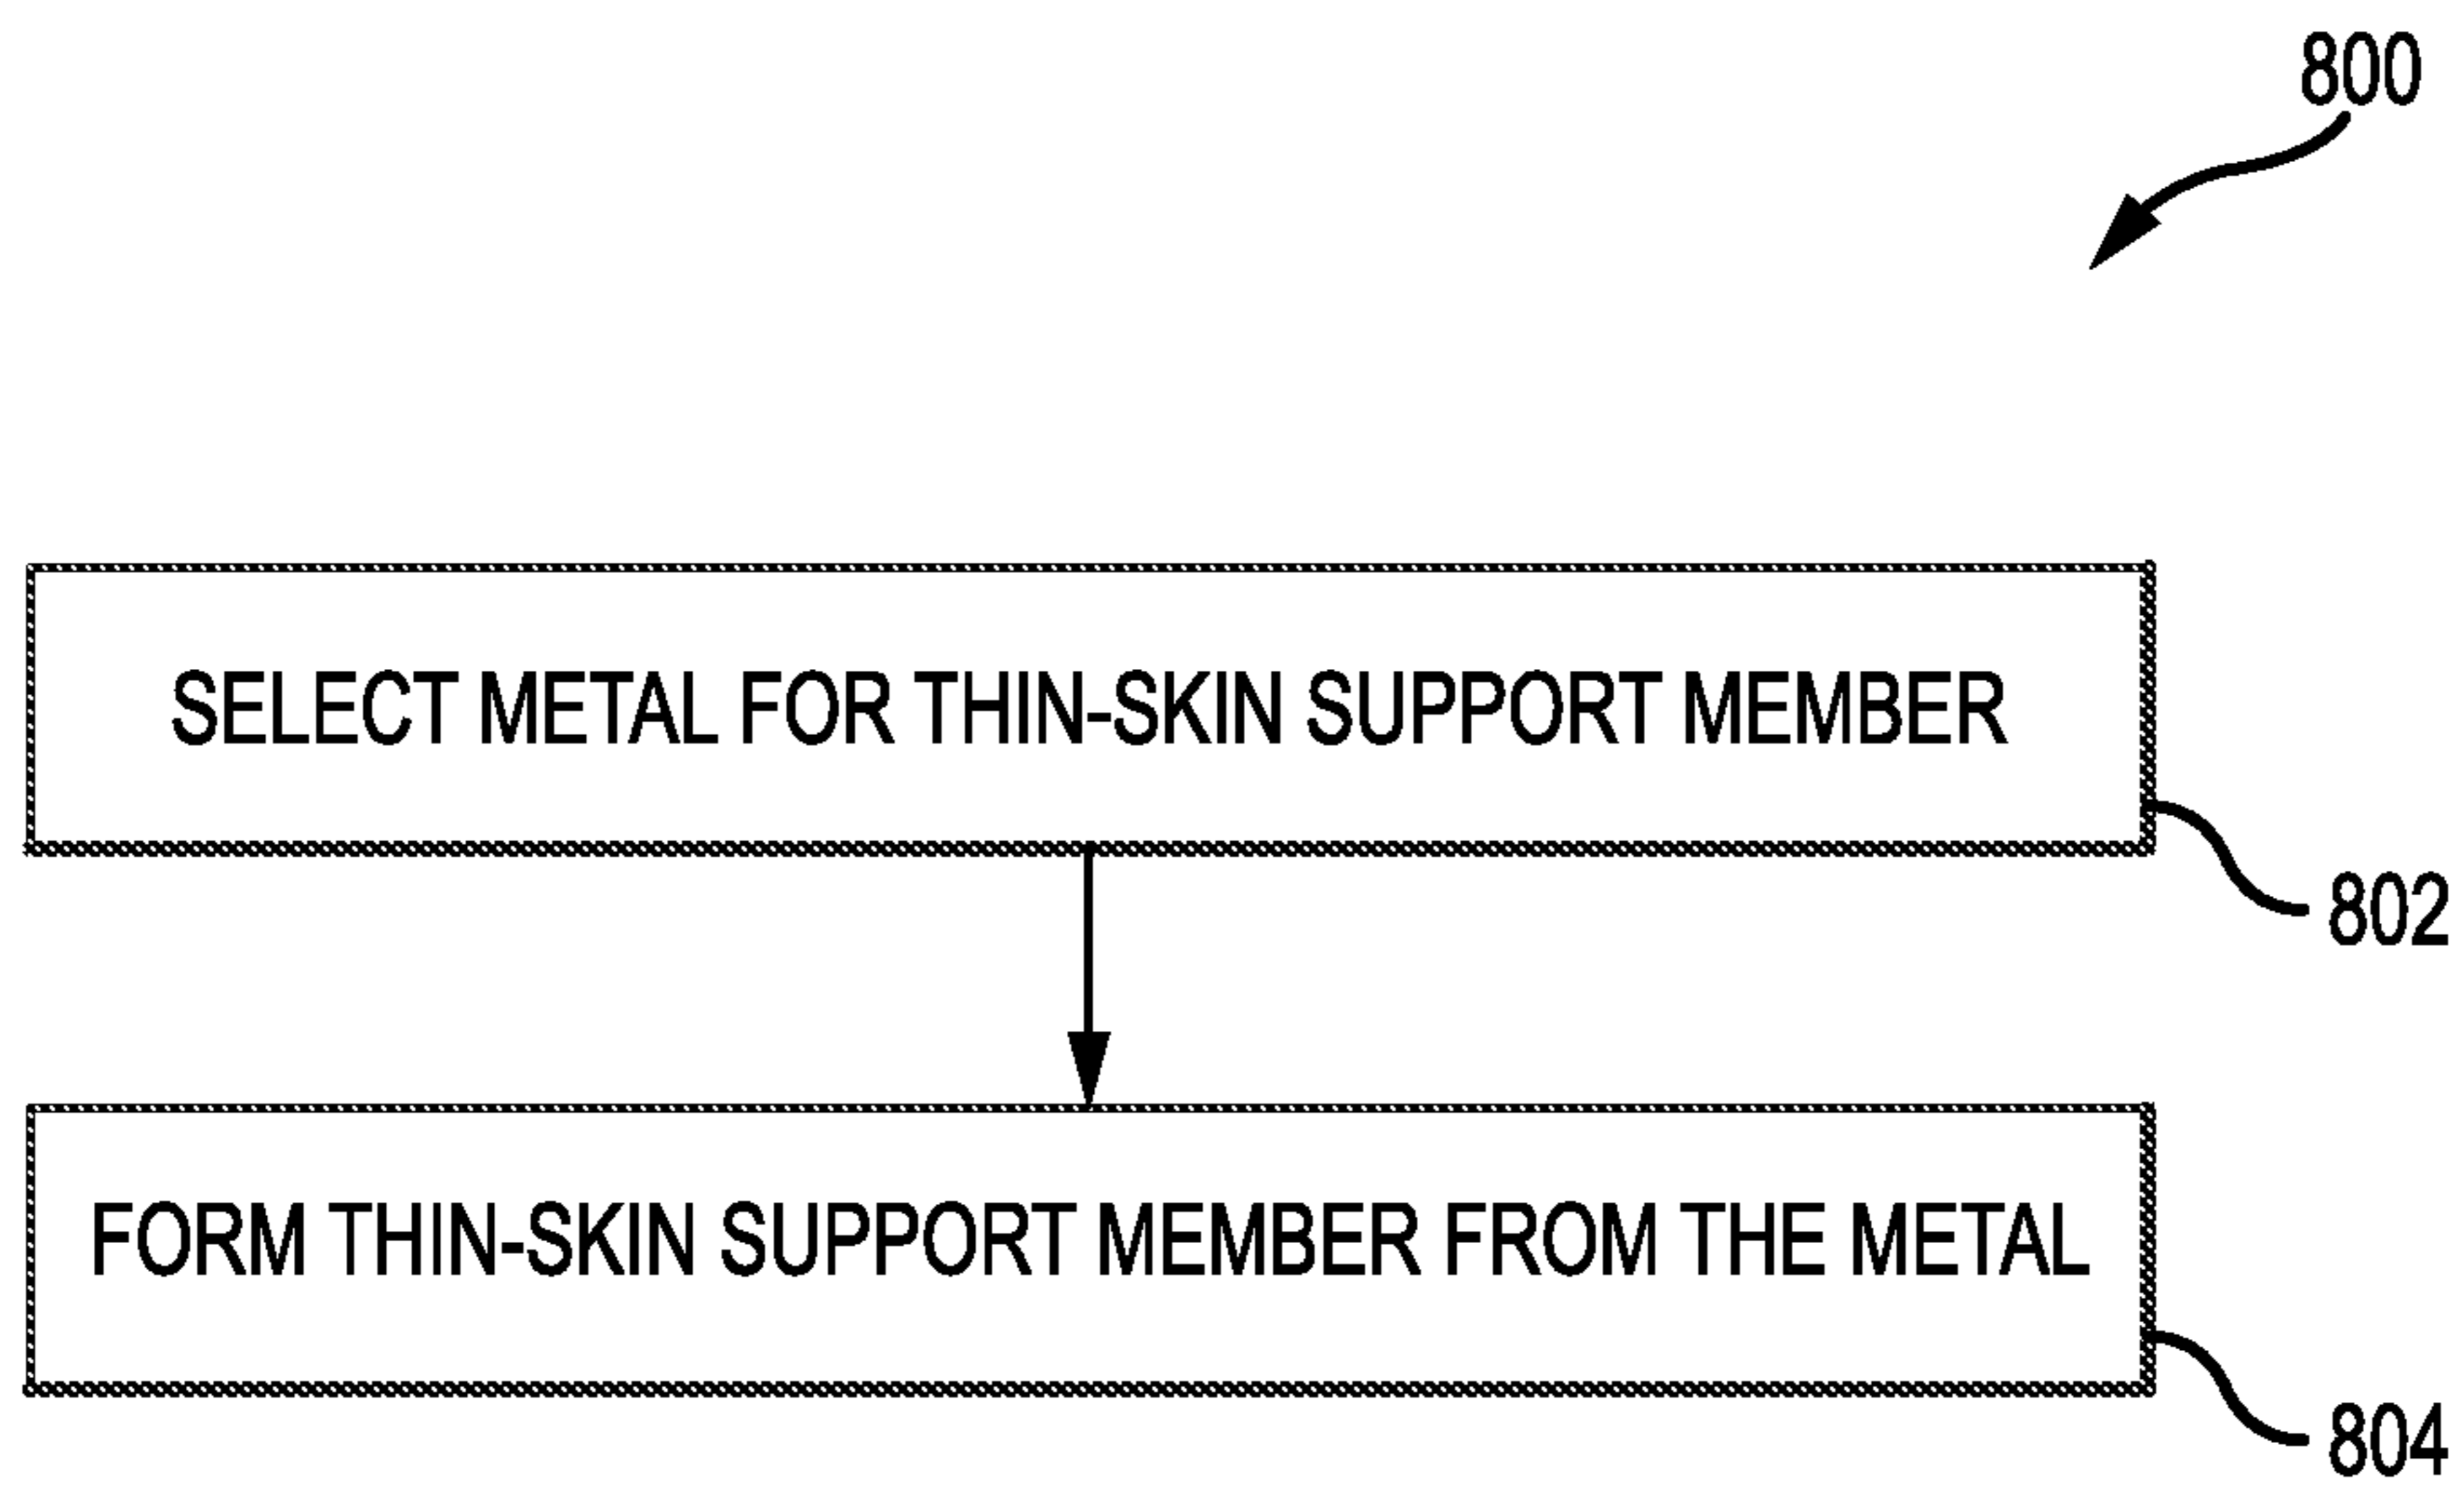 800
SELECT METAL FOR THIN-SKIN SUPPORT MEMBER
802
FORM THIN-SKIN SUPPORT MEMBER FROM THE METAL
804